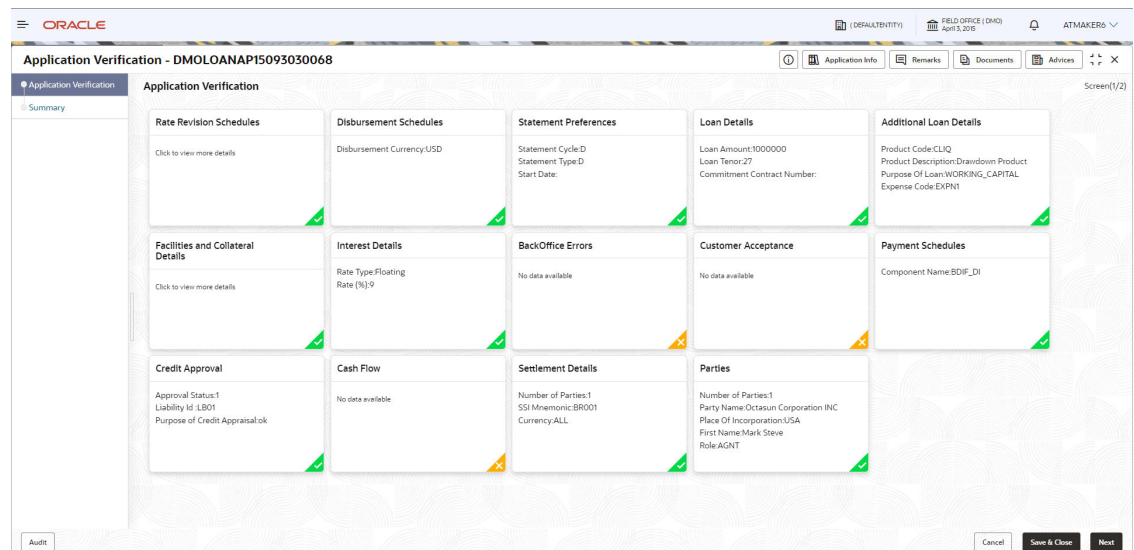 ORACLE
( DEFAULTENTITY)
FIELD OFFICE ( DMO)
April 3, 2015
ATMAKER6
Application Verification - DMOLOANAP15093030068
Application Info
Remarks
Documents
Advices
Application Verification
Summary
Application Verification
Screen(1/2)
Rate Revision Schedules
Click to view more details
Disbursement Schedules
Disbursement Currency:USD
Statement Preferences
Statement Cycle:D
Statement Type:D
Start Date:
Loan Details
Loan Amount:1000000
Loan Tenor:27
Commitment Contract Number:
Additional Loan Details
Product Code:CLIQ
Product Description:Drawdown Product
Purpose Of Loan:WORKING_CAPITAL
Expense Code:EXPN1
Facilities and Collateral
Details
Click to view more details
Interest Details
Rate Type:Floating
Rate (%):9
BackOffice Errors
No data available
Customer Acceptance
No data available
Payment Schedules
Component Name:BDIF_DI
Credit Approval
Approval Status:1
Liability Id :LB01
Purpose of Credit Appraisal:ok
Cash Flow
No data available
Settlement Details
Number of Parties:1
SSI Mnemonic:BR001
Currency:ALL
Parties
Number of Parties:1
Party Name:Octasun Corporation INC
Place Of Incorporation:USA
First Name:Mark Steve
Role:AGNT
Audit
Cancel
Save & Close
Next